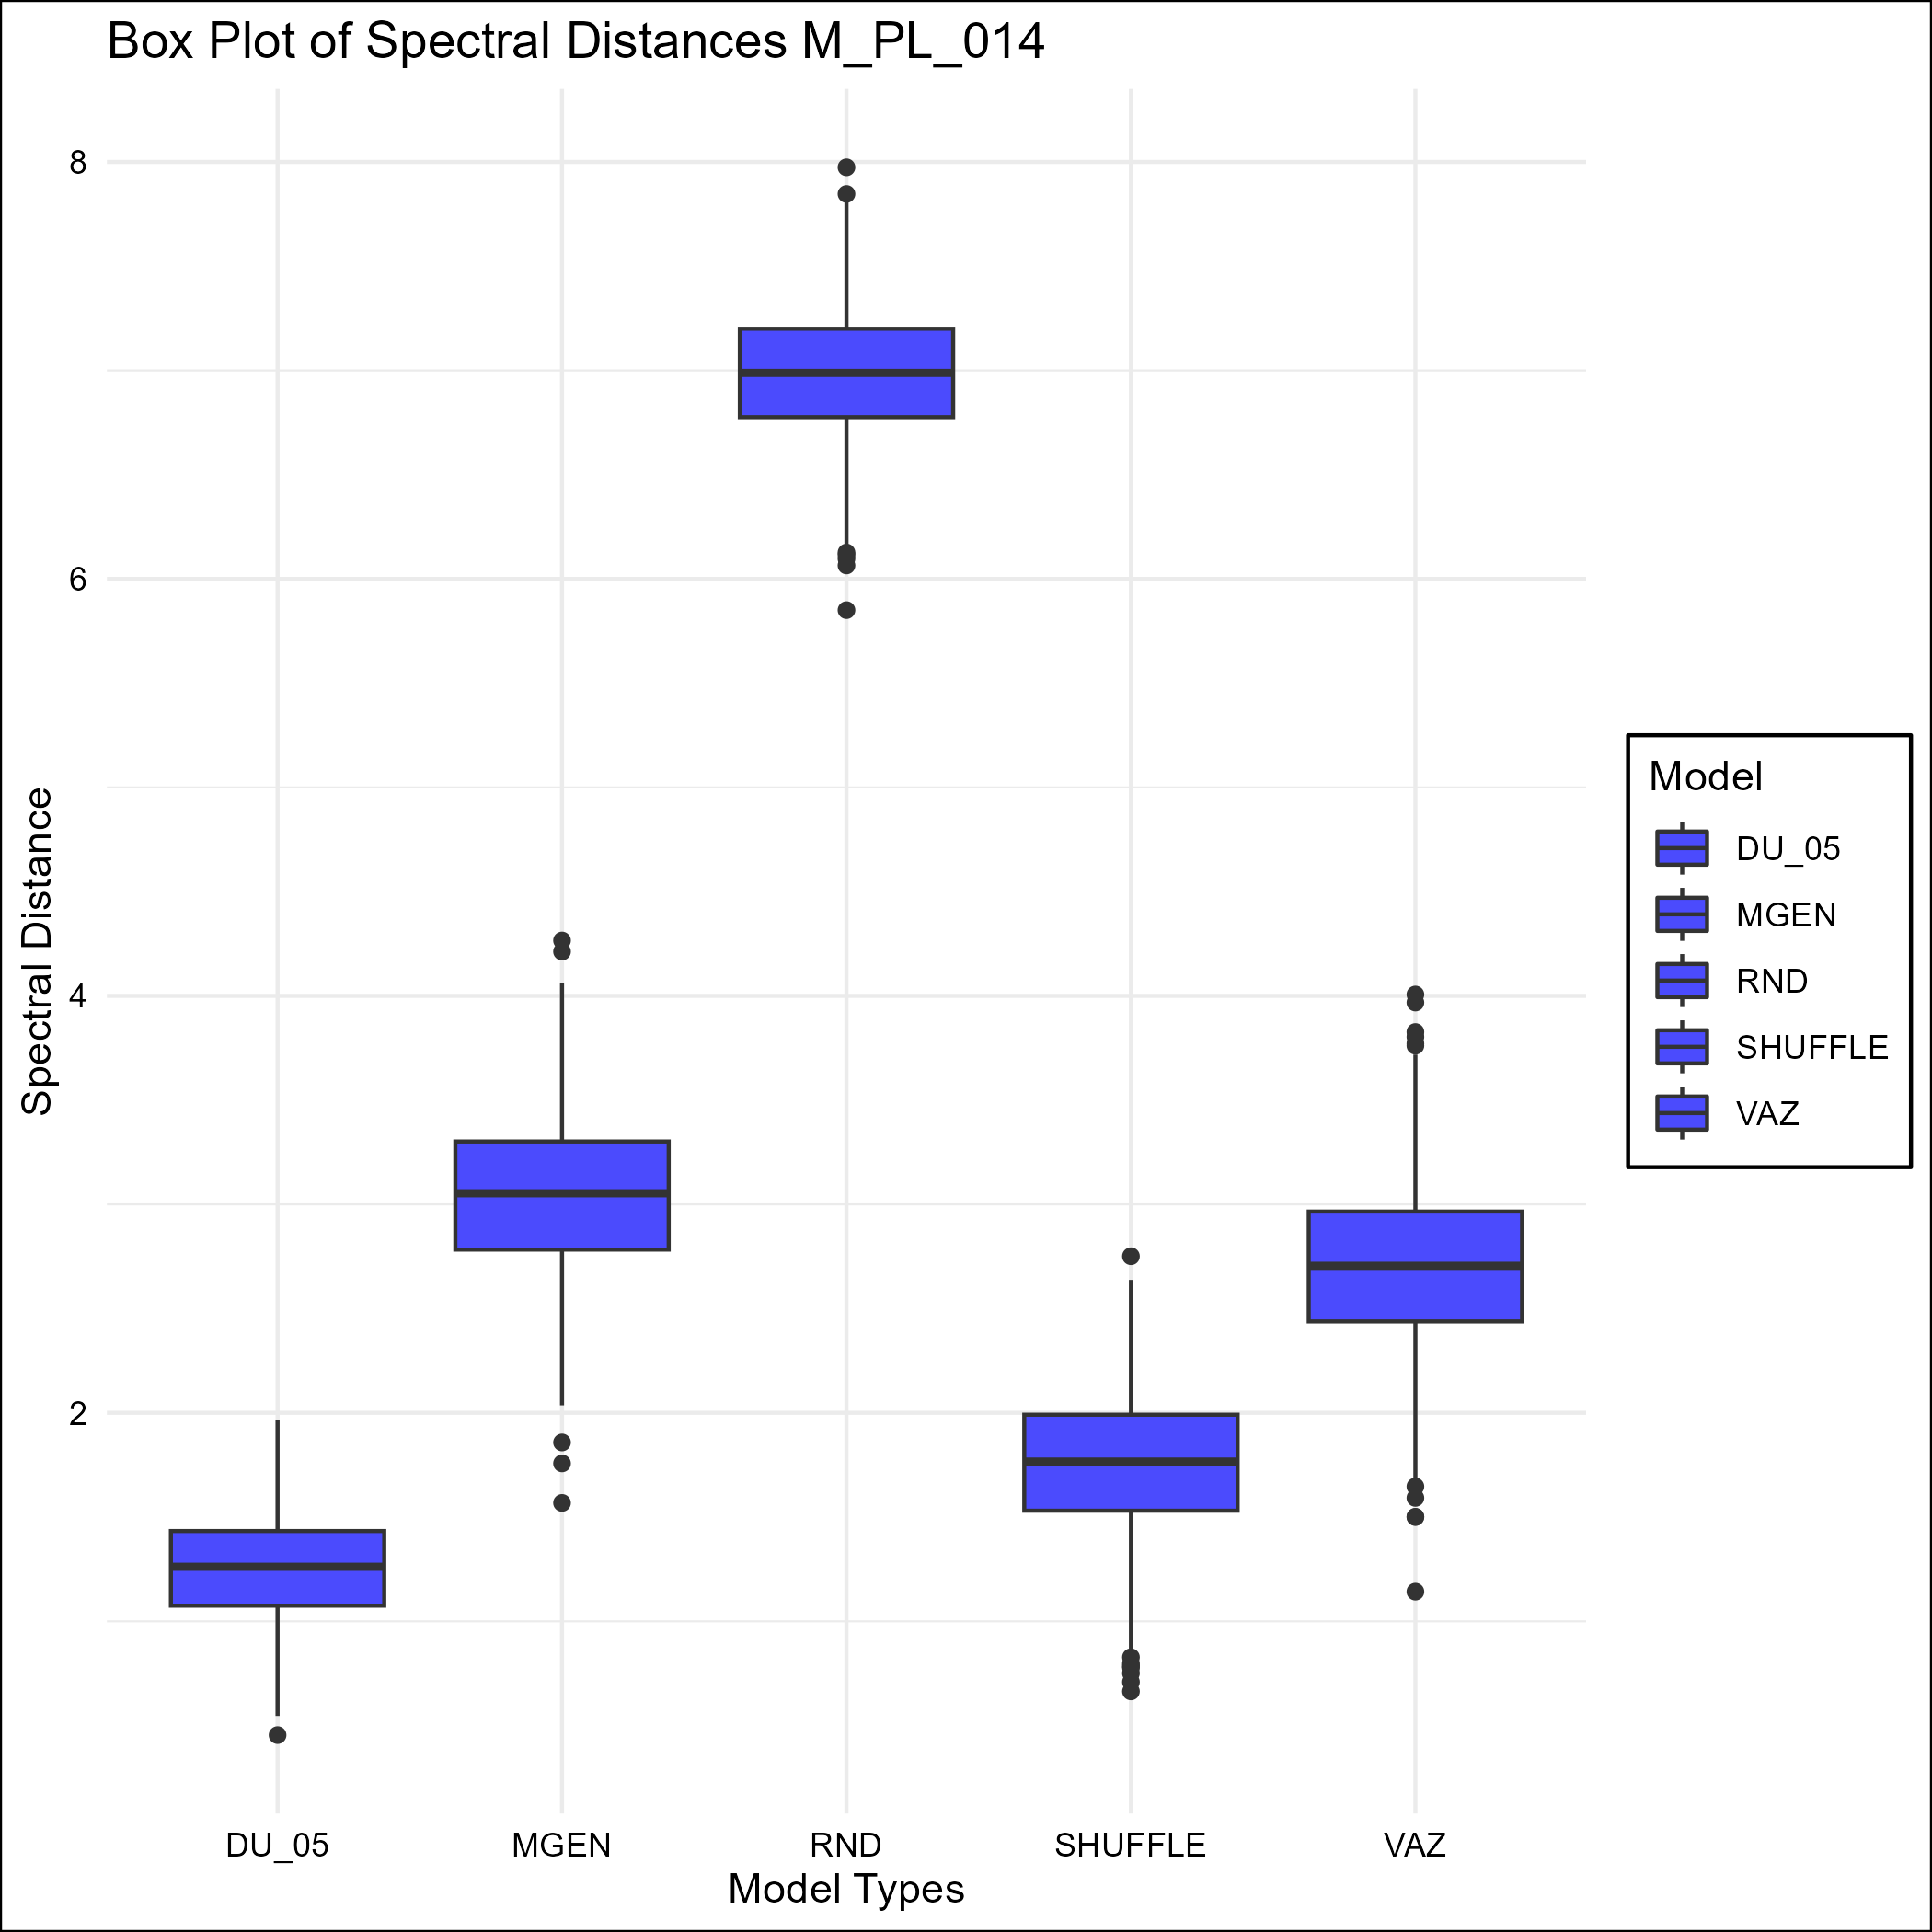 Box Plot of Spectral Distances M_PL_014
8
6
4
2
Spectral Distance
DU_05
MGEN
RND
SHUFFLE
VAZ
Model Types
Model
DU_05
MGEN
RND
SHUFFLE
VAZ